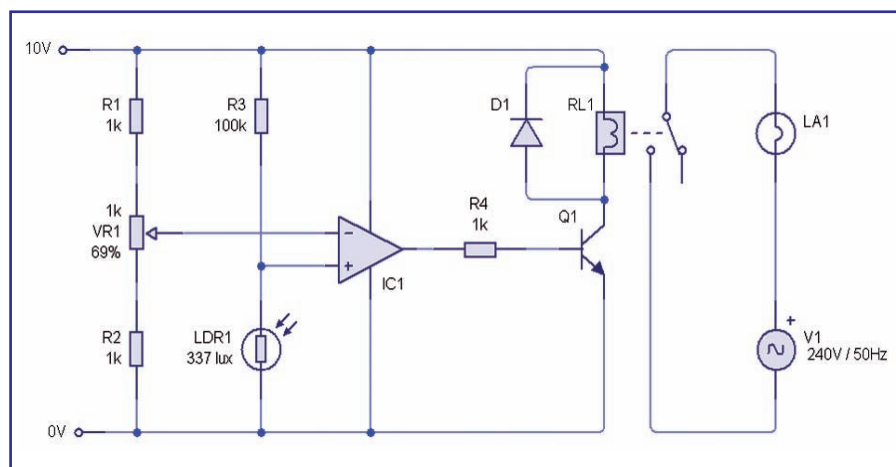 10V
R1
1k
R3
100k
D1
RL1
LA1
1k
VR1
69%
R4
1k
Q1
−
+
IC1
R2
1k
LDR1
337 lux
+
V1
240V / 50Hz
0V